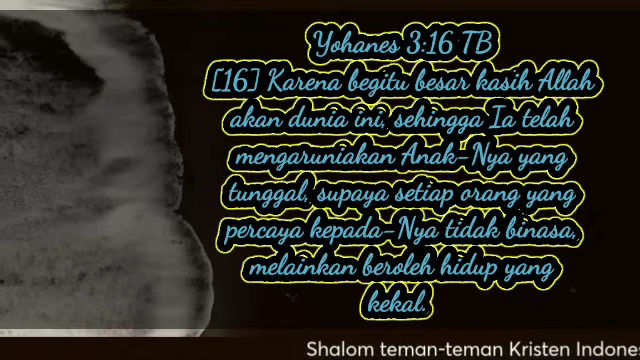 Yohanes 3:16 TB
[16] Karena begitu besar kasih Allah
akan dunia ini, sehingga Ia telah
mengaruniakan Anak-Nya yang
tunggal, supaya setiap orang yang
percaya kepada-Nya tidak binasa,
melainkan beroleh hidup yang
kekal.
Shalom teman-teman Kristen Indone